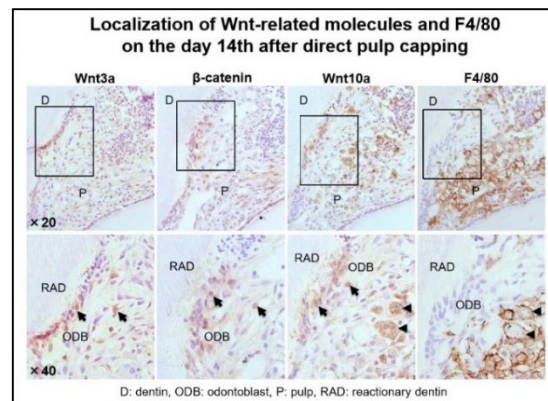 Localization of Wnt-related molecules and F4/80
on the day 14th after direct pulp capping
Wnt3a β-catenin Wnt10a F4/80
D D D D
P P P P
×20
RAD RAD RAD RAD
ODB ODB ODB ODB
×40
D: dentin, ODB: odontoblast, P: pulp, RAD: reactionary dentin